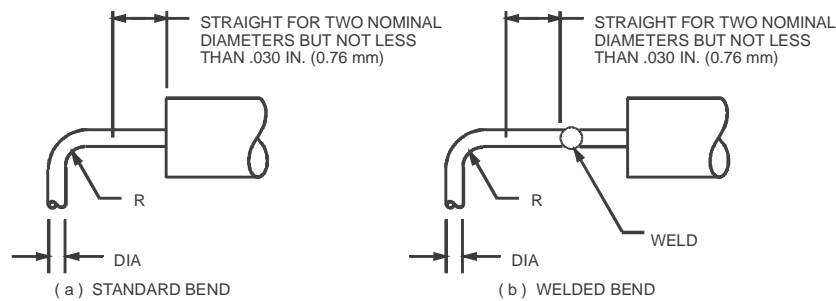 STRAIGHT FOR TWO NOMINAL
DIAMETERS BUT NOT LESS
THAN .030 IN. (0.76 mm)
R
DIA
( a ) STANDARD BEND
STRAIGHT FOR TWO NOMINAL
DIAMETERS BUT NOT LESS
THAN .030 IN. (0.76 mm)
R
WELD
DIA
( b ) WELDED BEND